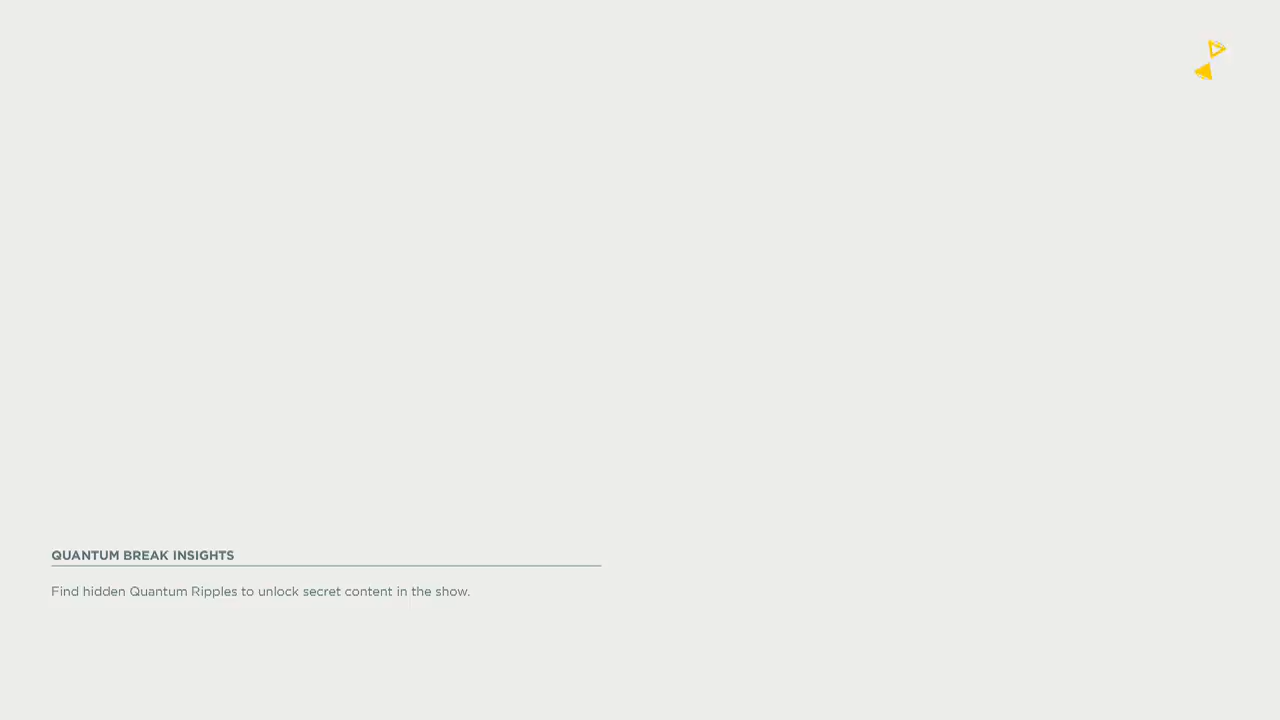 QUANTUM BREAK INSIGHTS
Find hidden Quantum Ripples to unlock secret content in the show.